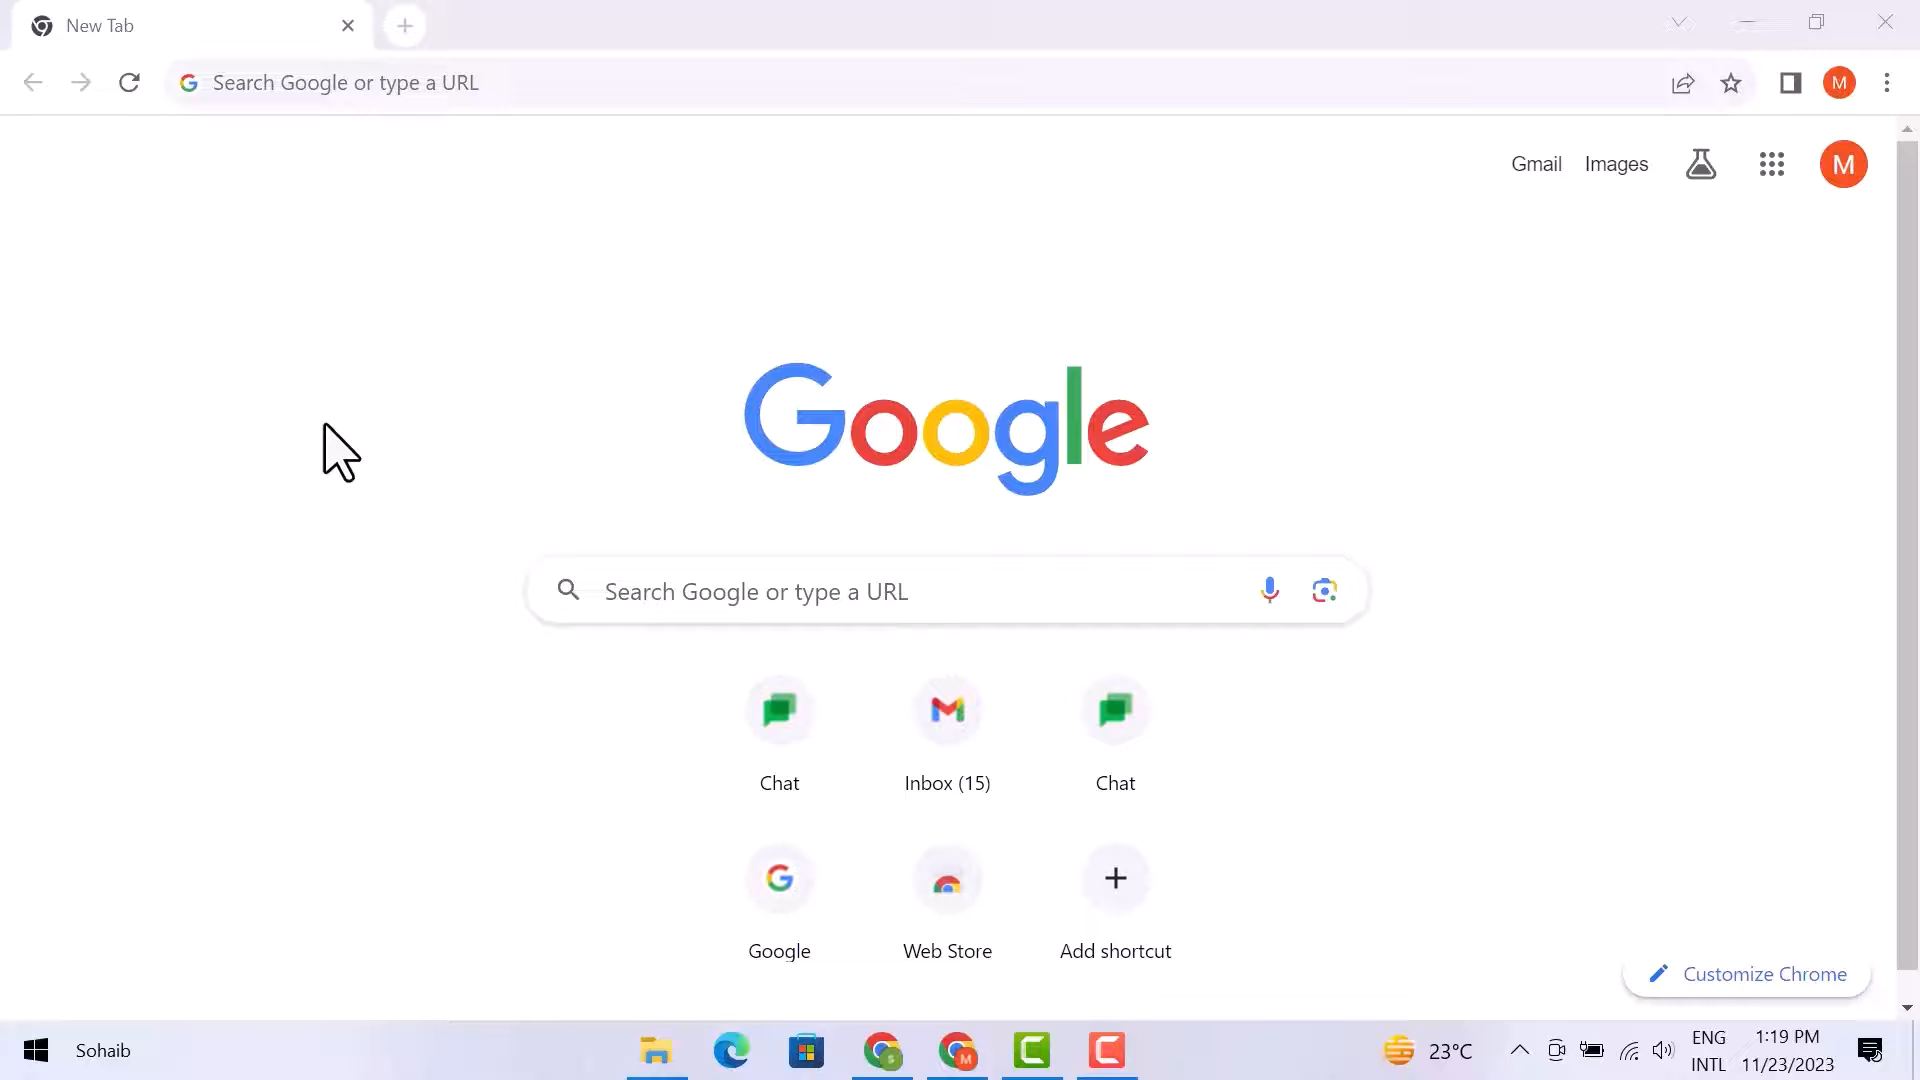 New Tab
Search Google or type a URL
M
Gmail
Images
M
Google
Search Google or type a URL
Chat
Inbox (15)
Chat
Google
Web Store
Add shortcut
Customize Chrome
Sohaib
S
M
23°C
ENG
INTL
1:19 PM
11/23/2023